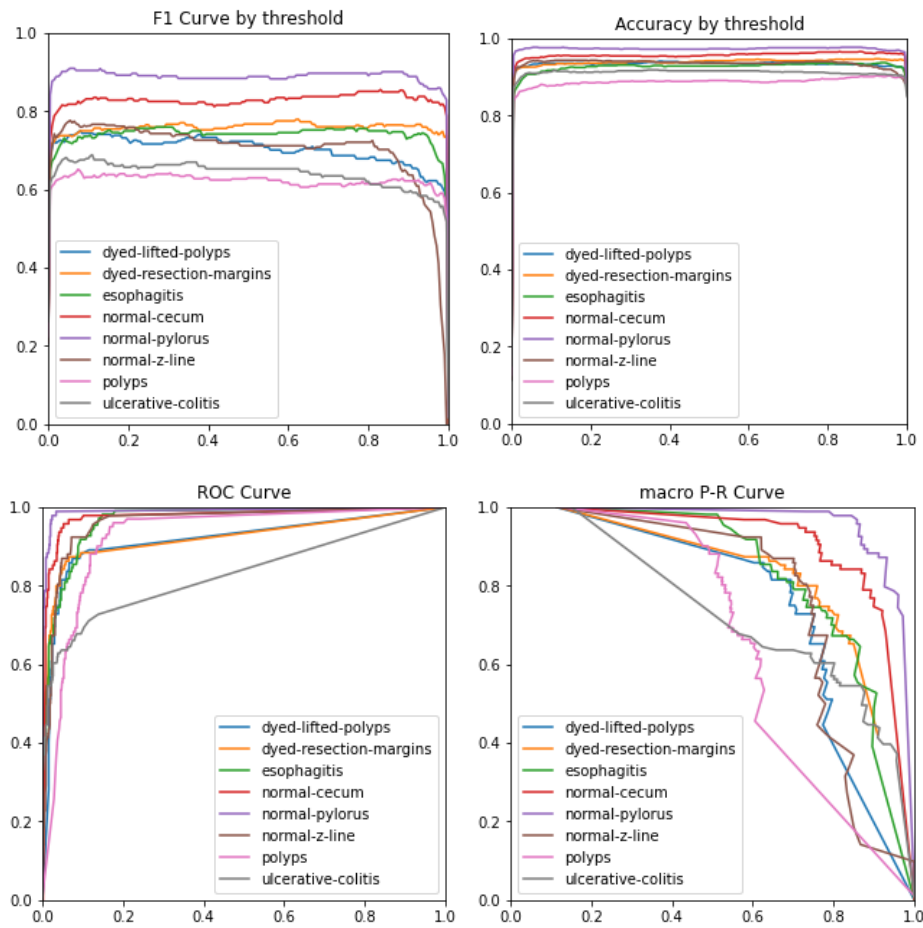 F1 Curve by threshold
1.0
0.8
0.6
0.4
0.2
0.0
dyed-lifted-polyps
dyed-resection-margins
esophagitis
normal-cecum
normal-pylorus
normal-z-line
polyps
ulcerative-colitis
0.0 0.2 0.4 0.6 0.8 1.0
Accuracy by threshold
1.0
0.8
0.6
0.4
0.2
0.0
dyed-lifted-polyps
dyed-resection-margins
esophagitis
normal-cecum
normal-pylorus
normal-z-line
polyps
ulcerative-colitis
0.0 0.2 0.4 0.6 0.8 1.0
ROC Curve
1.0
0.8
0.6
0.4
0.2
0.0
dyed-lifted-polyps
dyed-resection-margins
esophagitis
normal-cecum
normal-pylorus
normal-z-line
polyps
ulcerative-colitis
0.0 0.2 0.4 0.6 0.8 1.0
macro P-R Curve
1.0
0.8
0.6
0.4
0.2
0.0
dyed-lifted-polyps
dyed-resection-margins
esophagitis
normal-cecum
normal-pylorus
normal-z-line
polyps
ulcerative-colitis
0.0 0.2 0.4 0.6 0.8 1.0